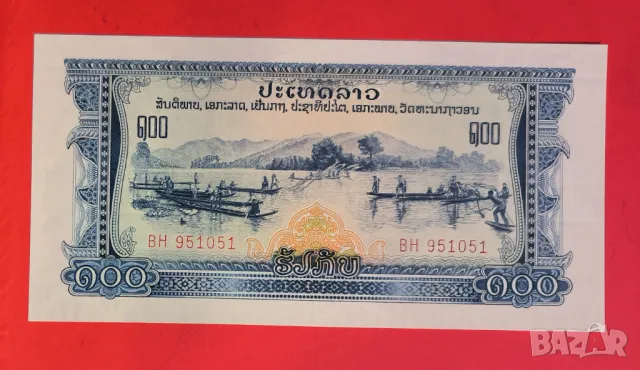 ປະເທດລາວ
ສັນຕິພາບ, ເອກະລາດ, ເປັນກາງ, ປະຊາທິປະໄຕ, ເອກະພາບ, ວັດທະນາຖາວອນ
໑໐໐ ໑໐໐
BH 951051 BH 951051
ຮ້ອຍກີບ
໑໐໐ ໑໐໐
BAZAR